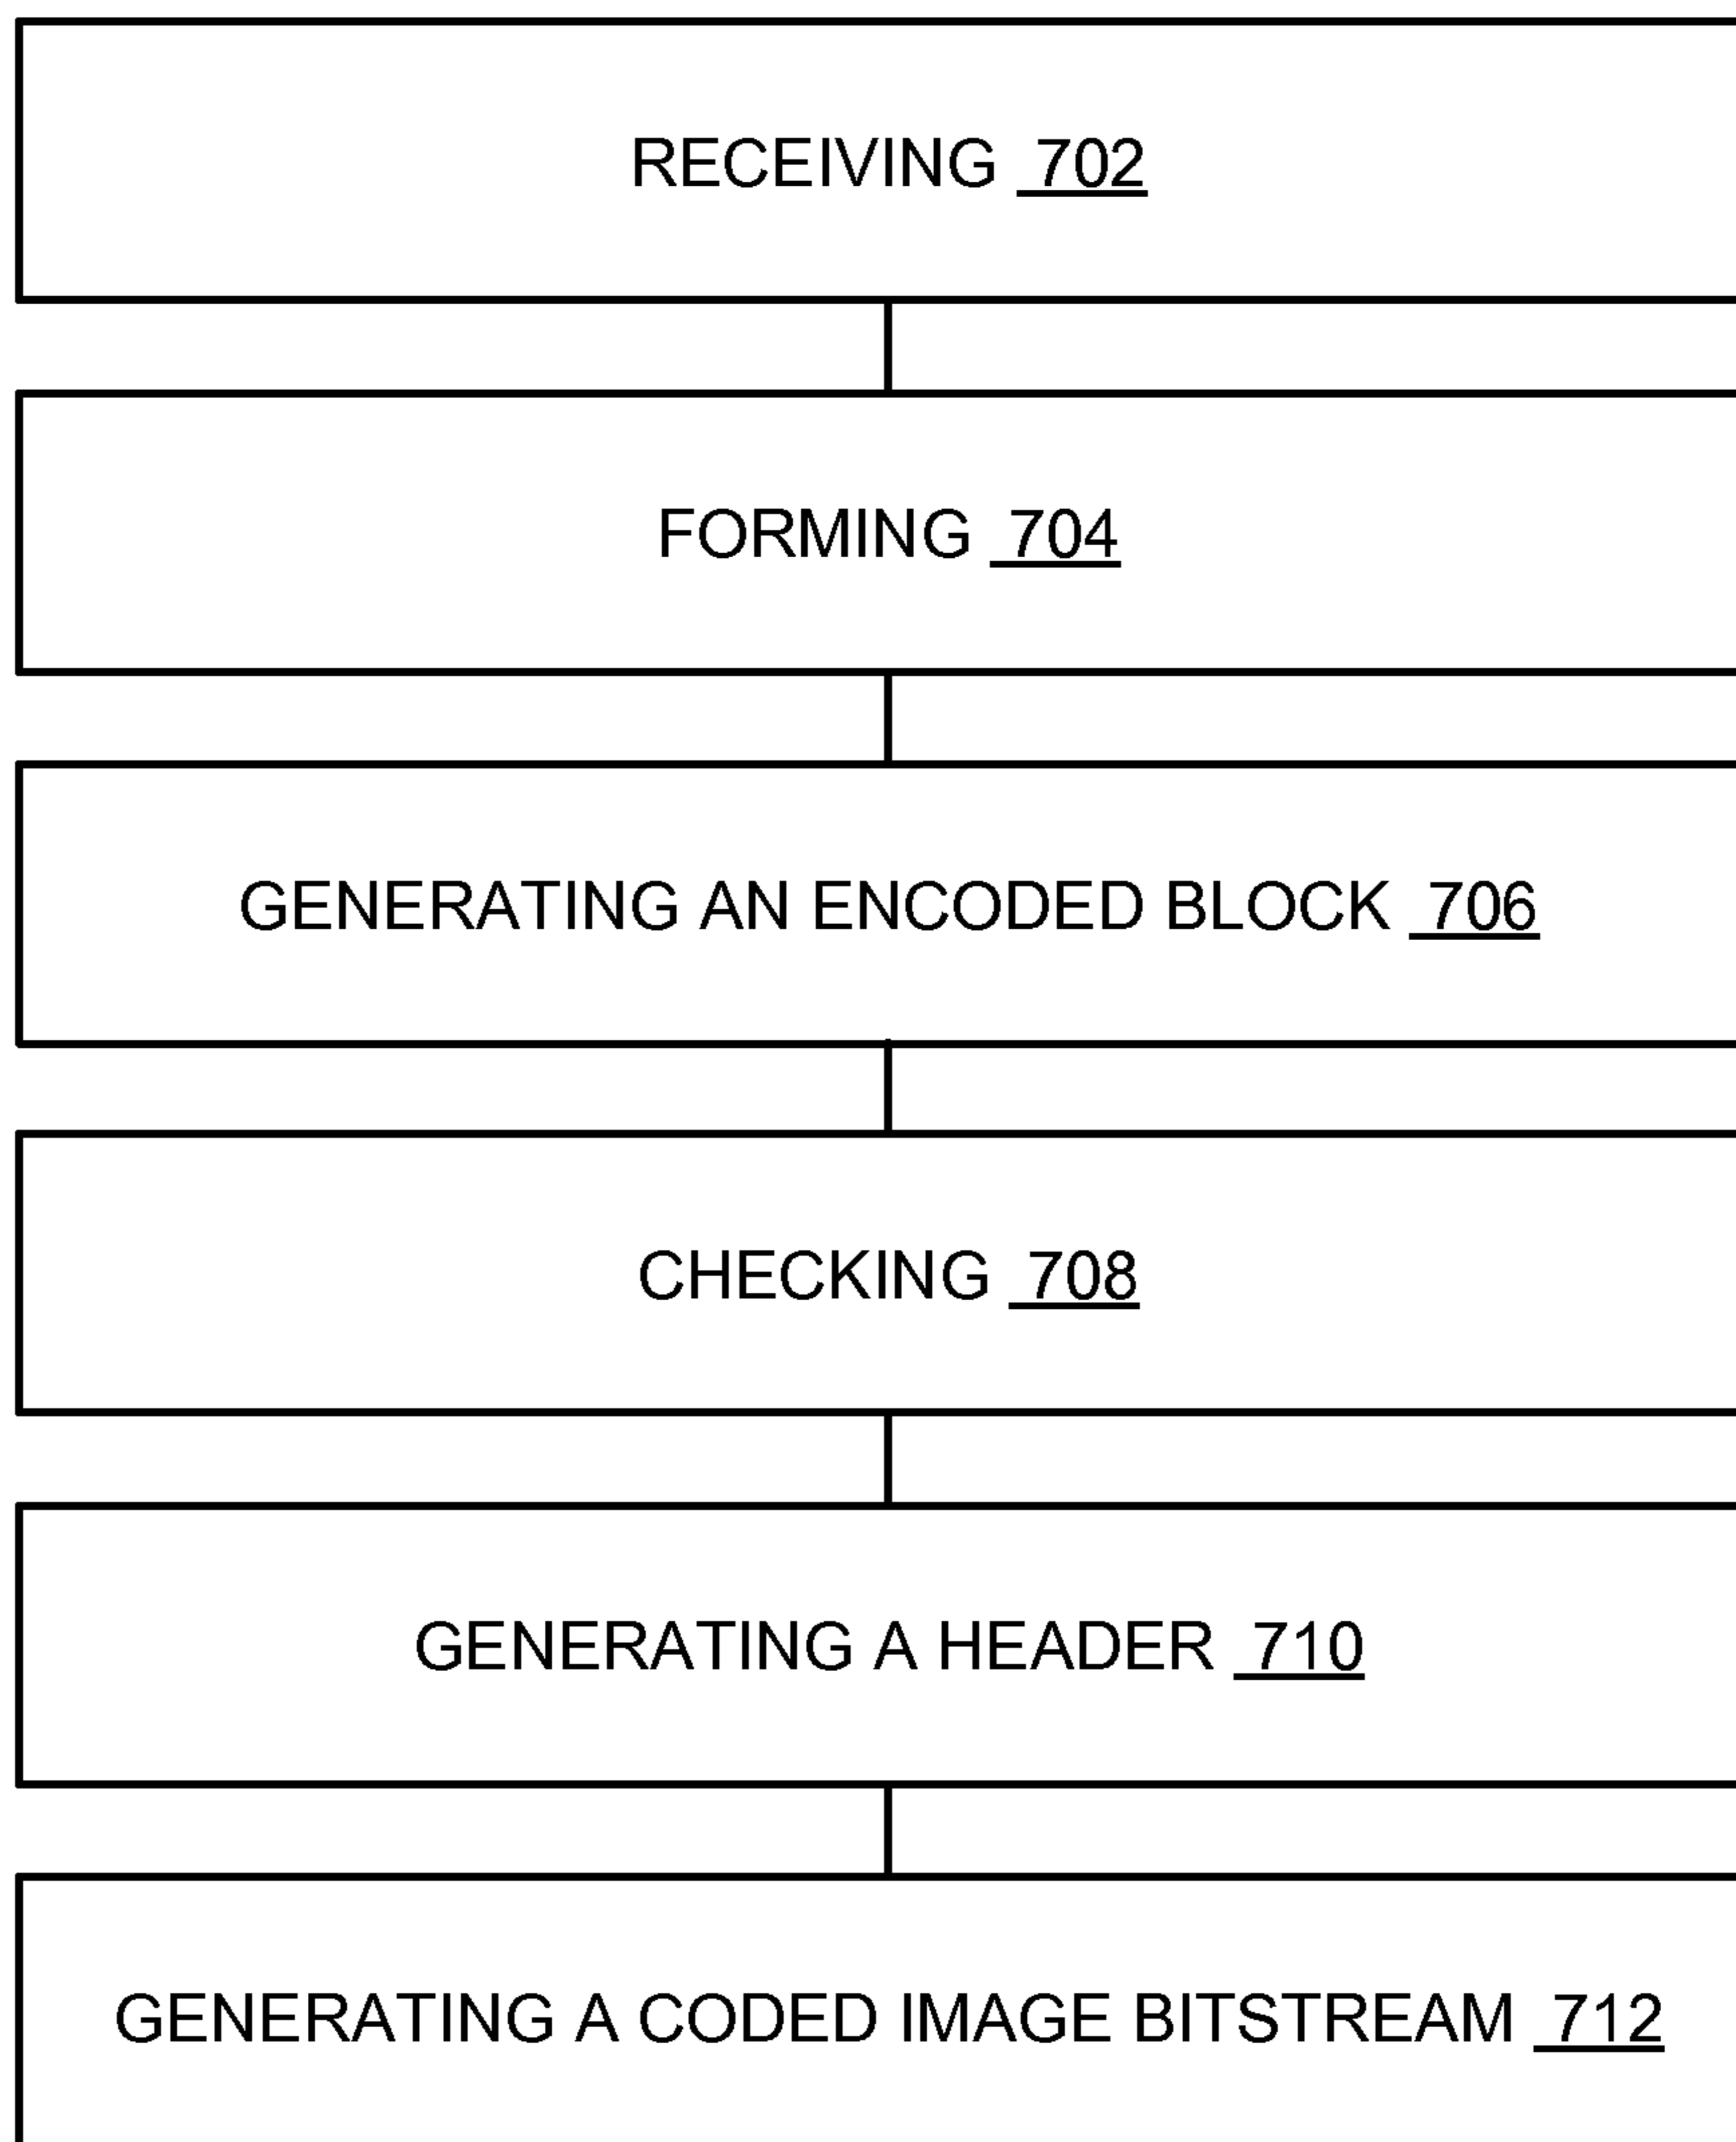 RECEIVING 702
FORMING 704
GENERATING AN ENCODED BLOCK 706
CHECKING 708
GENERATING A HEADER 710
GENERATING A CODED IMAGE BITSTREAM 712